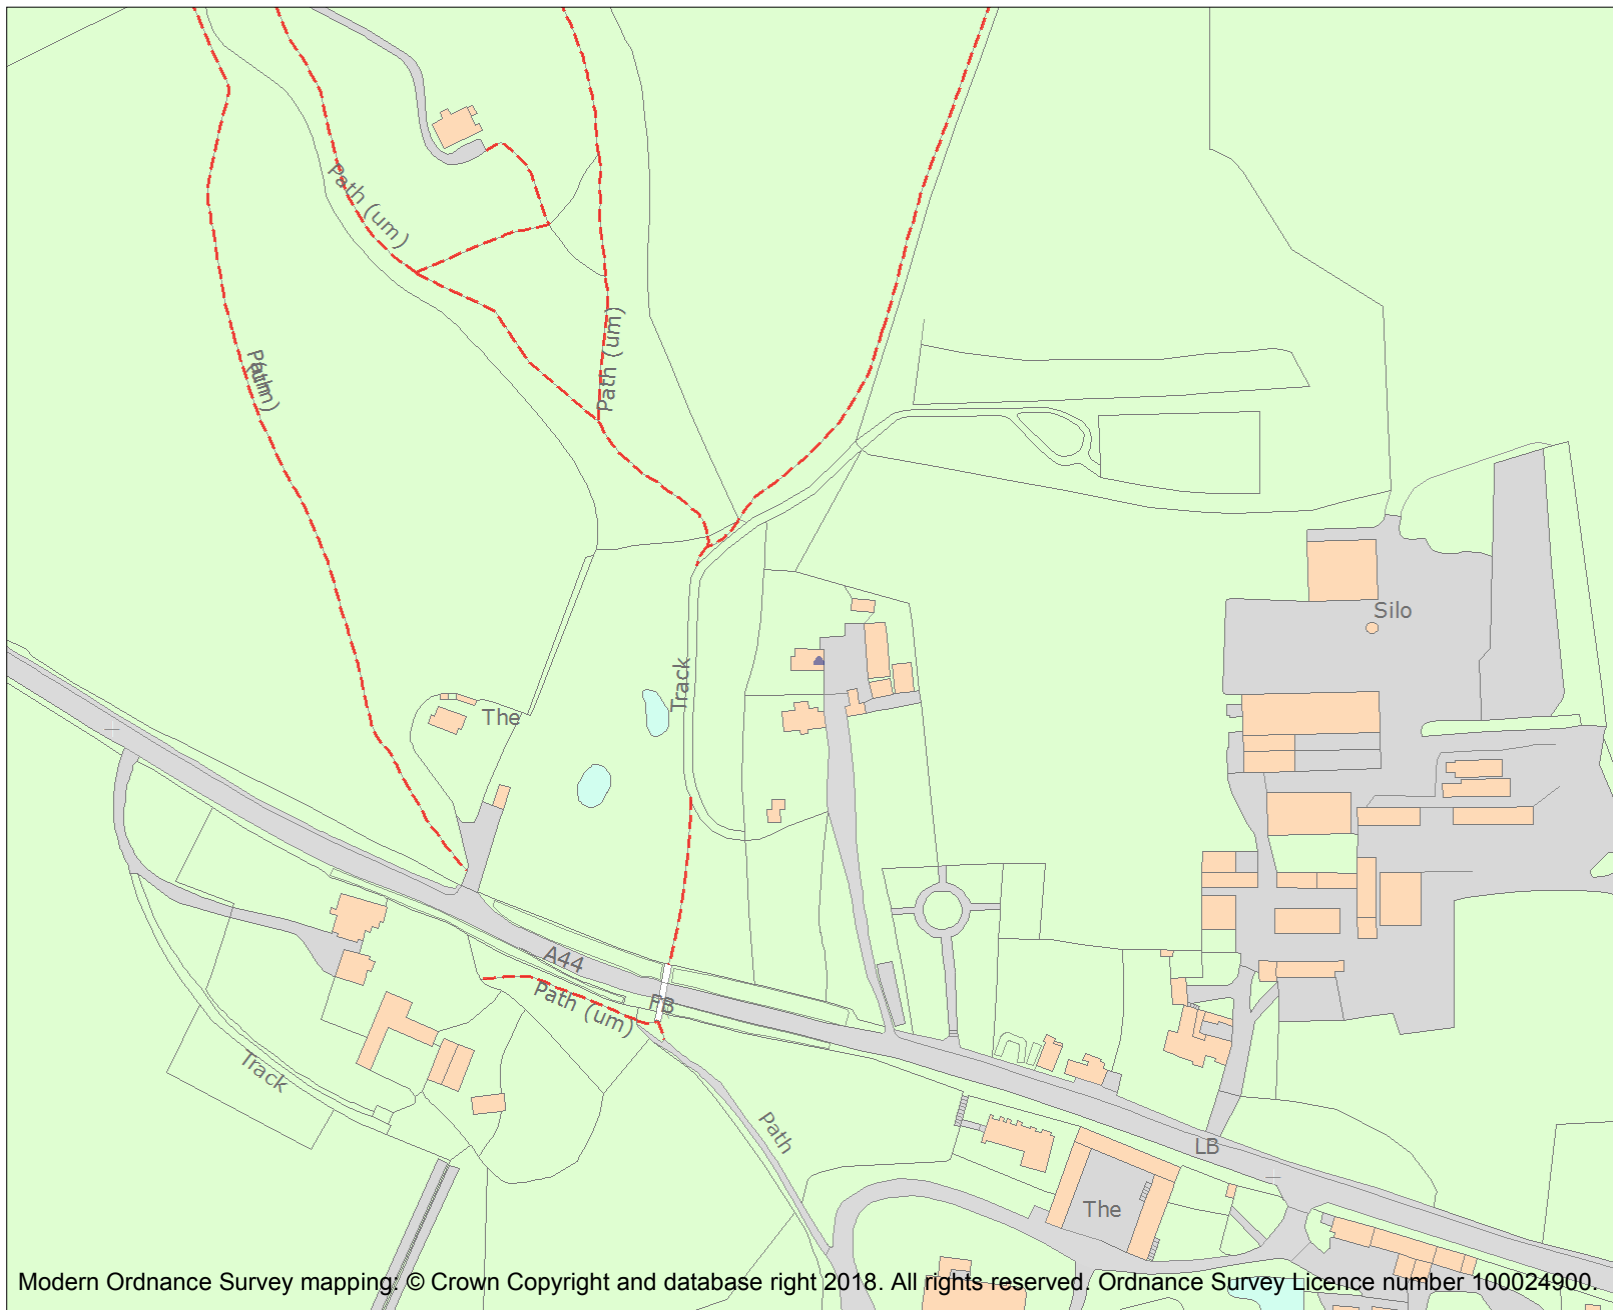 Path (um)
Path (um)
Path
(um)
Silo
Track
The
A44
Path (um)
FB
Track
Path
LB
The
Modern Ordnance Survey mapping: © Crown Copyright and database right 2018. All rights reserved. Ordnance Survey Licence number 100024900.